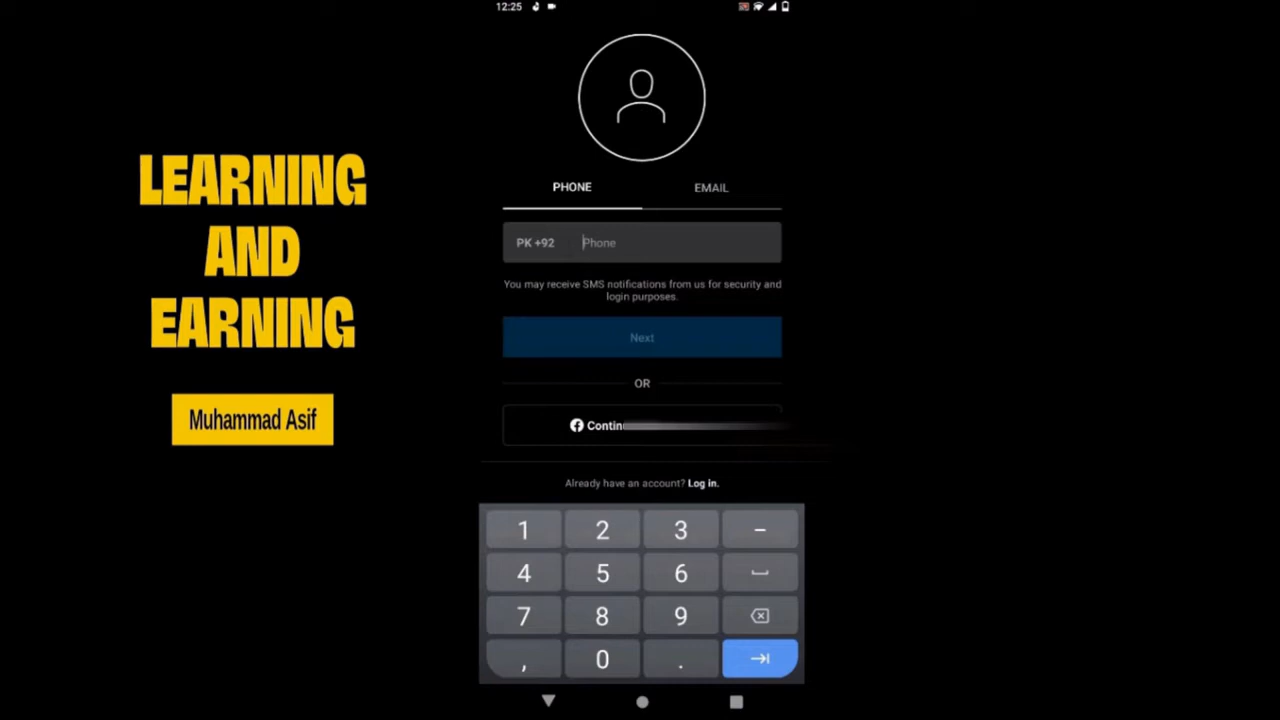 12:25
LEARNING
AND
EARNING
Muhammad Asif
PHONE
EMAIL
PK +92
Phone
You may receive SMS notifications from us for security and
login purposes.
Next
OR
Already have an account? Log in.
1 2 3 -
4 5 6
7 8 9
, 0 .